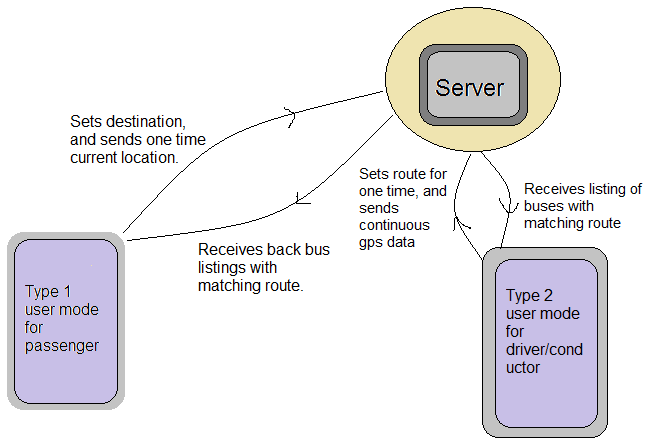 Server
Sets destination,
and sends one time
current location.
Sets route for
one time, and
sends
continuous
gps data
Receives listing of
buses with
matching route
Receives back bus
listings with
matching route.
Type 1
user mode
for
passenger
Type 2
user mode
for
driver/cond
uctor